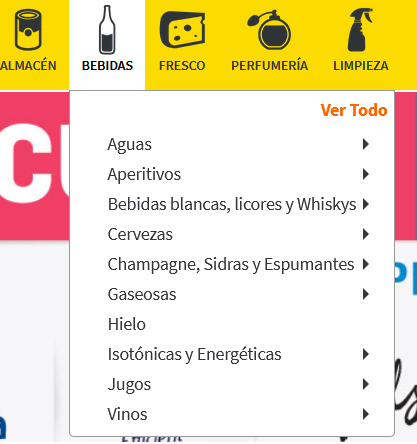 ALMACÉN BEBIDAS FRESCO PERFUMERÍA LIMPIEZA
Ver Todo
Aguas
Aperitivos
Bebidas blancas, licores y Whiskys
Cervezas
Champagne, Sidras y Espumantes
Gaseosas
Hielo
Isotónicas y Energéticas
Jugos
Vinos